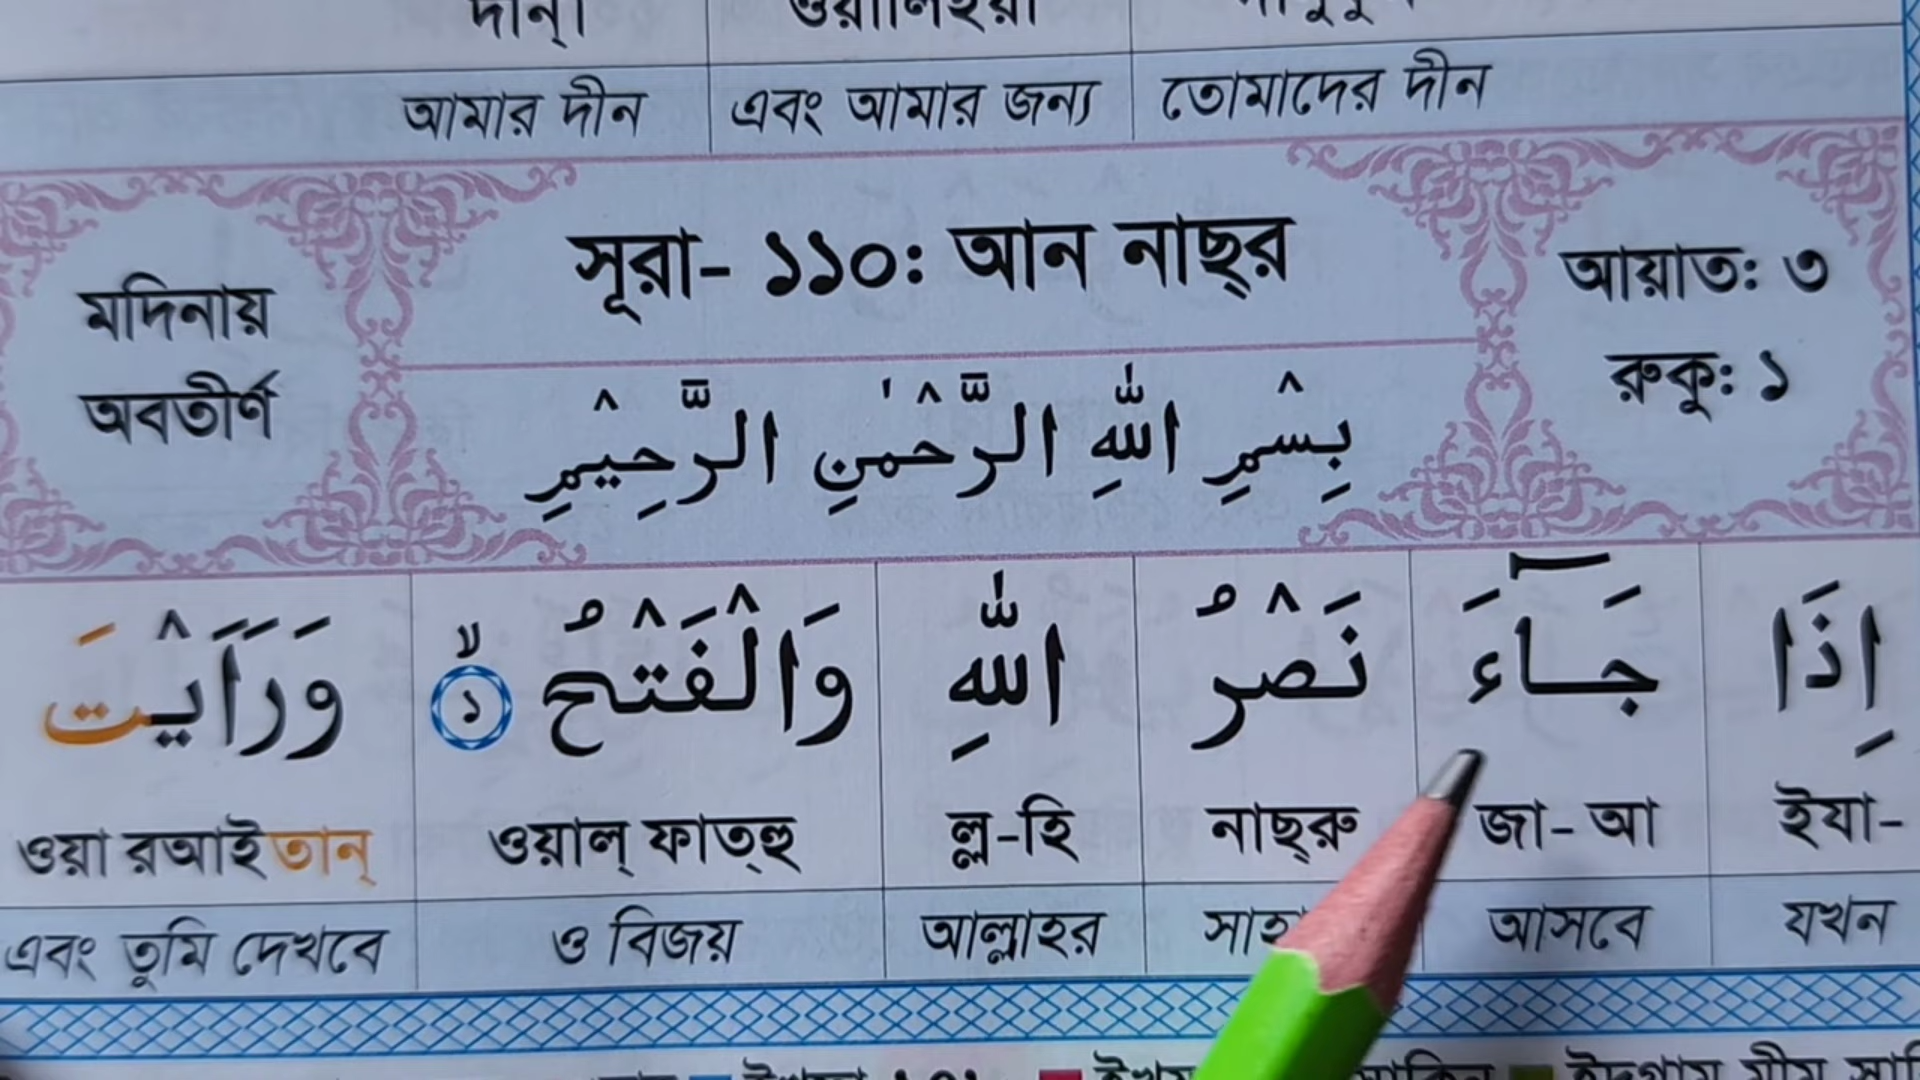 আমার দীন এবং আমার জন্য তোমাদের দীন
সূরা- ১১০: আন নাছ্র
মদিনায়
অবতীর্ণ
আয়াত: ৩
রুকু: ১
بِسْمِ اللّٰهِ الرَّحْمٰنِ الرَّحِيْمِ
اِذَا جَآءَ نَصْرُ اللّٰهِ وَالْفَتْحُ ۙ ١ وَرَاَيْتَ
ওয়া রআইতান্ ওয়াল্ ফাত্হু ল্ল-হি নাছ্রু জা-আ ইযা-
এবং তুমি দেখবে ও বিজয় আল্লাহর আসবে যখন